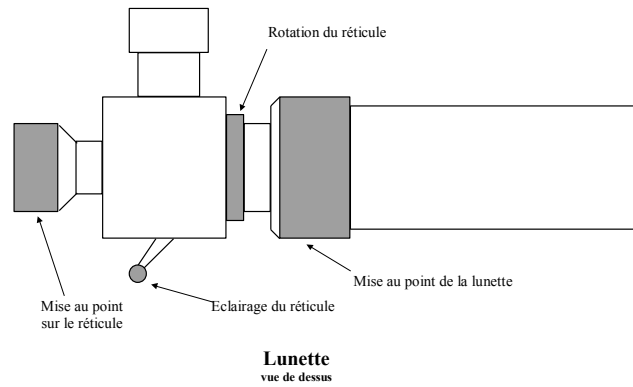 Rotation du réticule
Mise au point de la lunette
Mise au point
sur le réticule
Eclairage du réticule
Lunette
vue de dessus